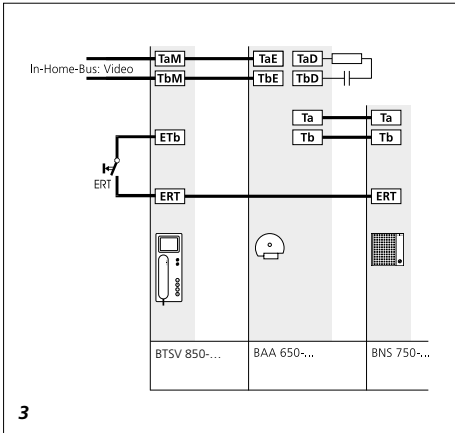 TaM TaE TaD
In-Home-Bus: Video
TbM TbE TbD
Ta Ta
ETb Tb Tb
ERT
ERT ERT
BTSV 850-... BAA 650-... BNS 750-...
3